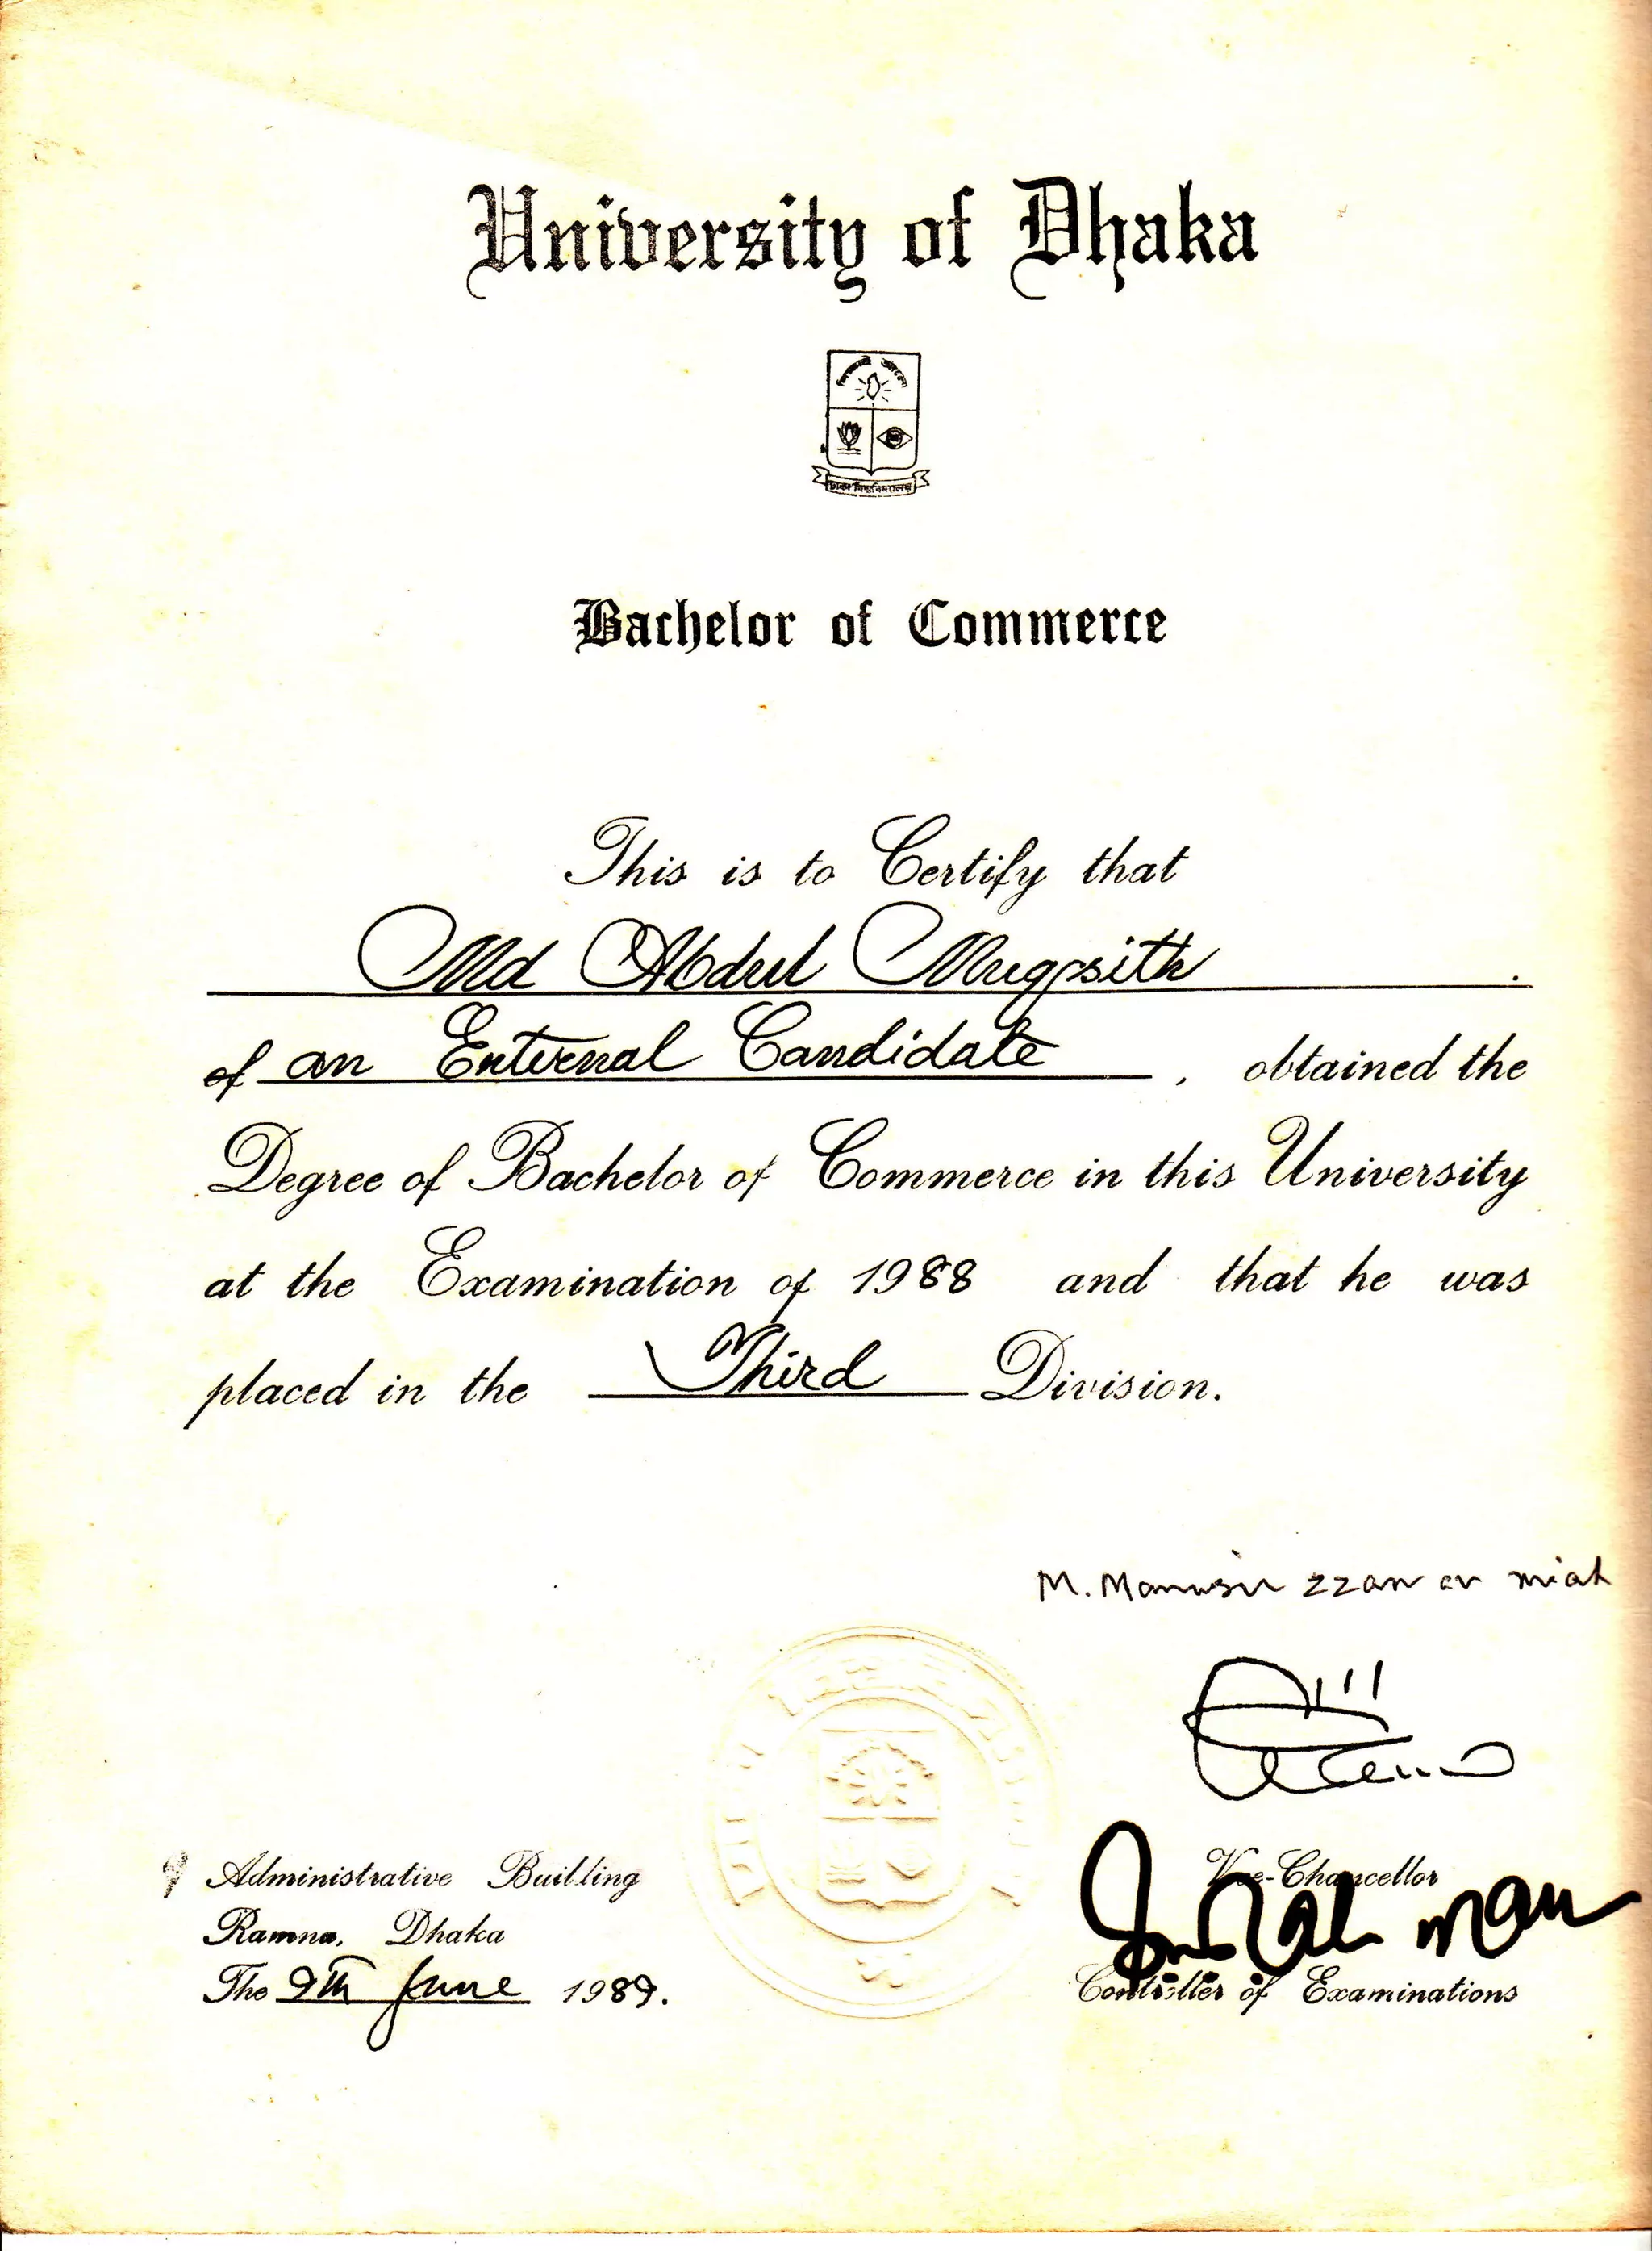 University of Dhaka
Bachelor of Commerce
This is to Certify that
Md Abdul Muqsith .
of an External Candidate , obtained the
Degree of Bachelor of Commerce in this University
at the Examination of 1988 and that he was
placed in the Third Division.
M. miah
Vice-Chancellor
Administrative Building
Ramna, Dhaka
The 9th June 1989.
Controller of Examinations